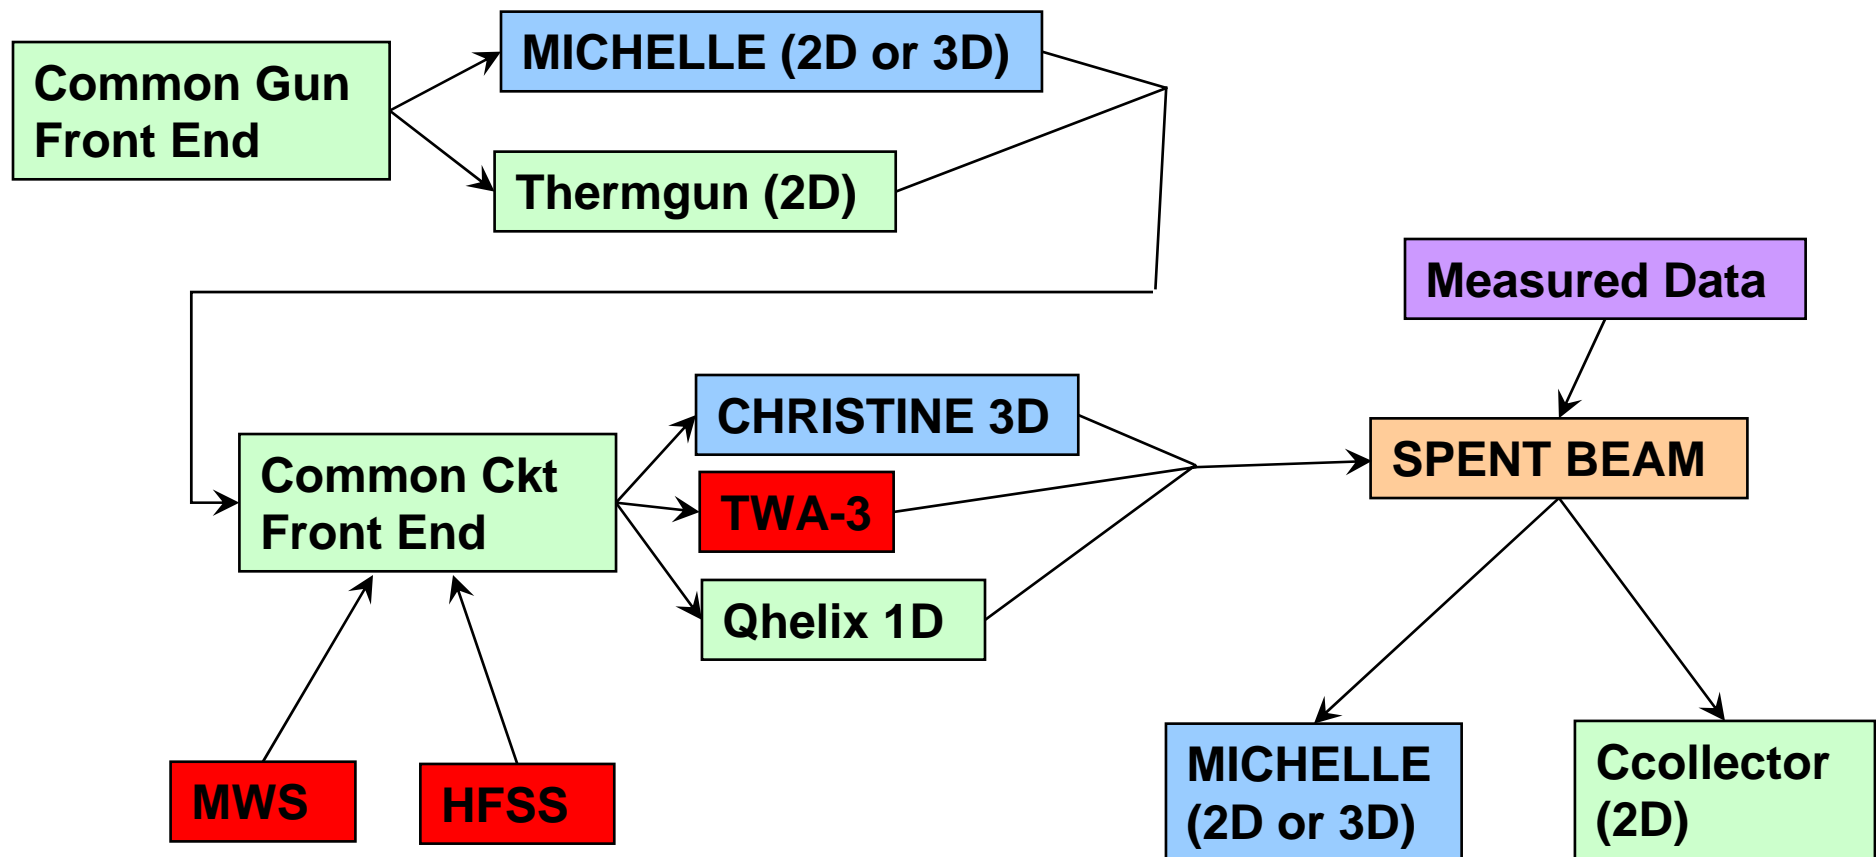 Common Gun
Front End
MICHELLE (2D or 3D)
Thermgun (2D)
Measured Data
CHRISTINE 3D
Common Ckt
Front End
TWA-3
SPENT BEAM
Qhelix 1D
MWS
HFSS
MICHELLE
(2D or 3D)
Ccollector
(2D)